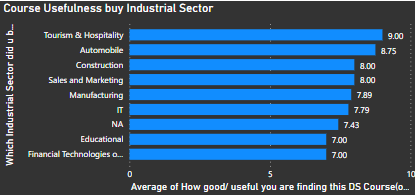 Course Usefulness buy Industrial Sector
Which Industrial Sector did u b...
Tourism & Hospitality 9.00
Automobile 8.75
Construction 8.00
Sales and Marketing 8.00
Manufacturing 7.89
IT 7.79
NA 7.43
Educational 7.00
Financial Technologies o... 7.00
0 5 10
Average of How good/ useful you are finding this DS Course(o...